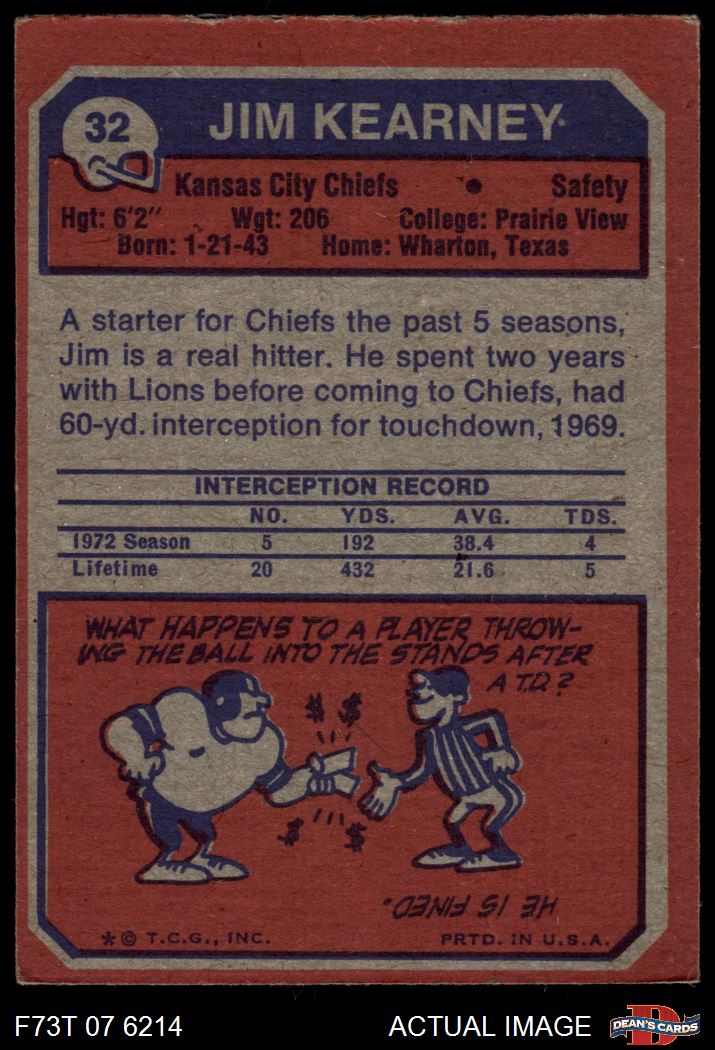 32
JIM KEARNEY
Kansas City Chiefs • Safety
Hgt: 6'2" Wgt: 206 College: Prairie View
Born: 1-21-43 Home: Wharton, Texas
A starter for Chiefs the past 5 seasons,
Jim is a real hitter. He spent two years
with Lions before coming to Chiefs, had
60-yd. interception for touchdown, 1969.
INTERCEPTION RECORD
NO. YDS. AVG. TDS.
1972 Season 5 192 38.4 4
Lifetime 20 432 21.6 5
WHAT HAPPENS TO A PLAYER THROW-
ING THE BALL INTO THE STANDS AFTER
A T.D.?
$ $
$ $
HE IS FINED.
* © T.C.G., INC. PRTD. IN U.S.A.
F73T 07 6214 ACTUAL IMAGE
D
DEAN'S CARDS